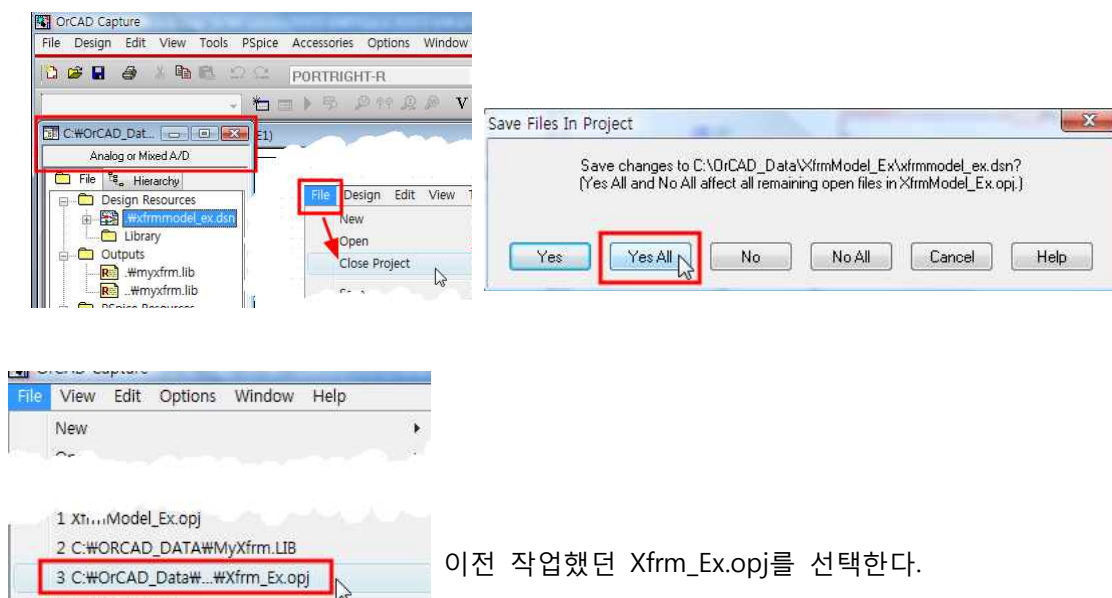 OrCAD Capture
File Design Edit View Tools PSpice Accessories Options Window
PORTRIGHT-R
V
C:₩OrCAD_Dat...
E1)
Analog or Mixed A/D
File Hierarchy
Design Resources
.₩xfrmmodel_ex.dsn
Library
Outputs
.₩myxfrm.lib
..₩myxfrm.lib
PSpice Resources
File Design Edit View
New
Open
Close Project
Save Files In Project
Save changes to C:\OrCAD_Data\XfrmModel_Ex\xfrmmodel_ex.dsn?
(Yes All and No All affect all remaining open files in XfrmModel_Ex.opj.)
Yes Yes All No No All Cancel Help
OrCAD Capture
File View Edit Options Window Help
New
1 XfrmModel_Ex.opj
2 C:₩ORCAD_DATA₩MyXfrm.LIB
3 C:₩OrCAD_Data₩...₩Xfrm_Ex.opj
이전 작업했던 Xfrm_Ex.opj를 선택한다.